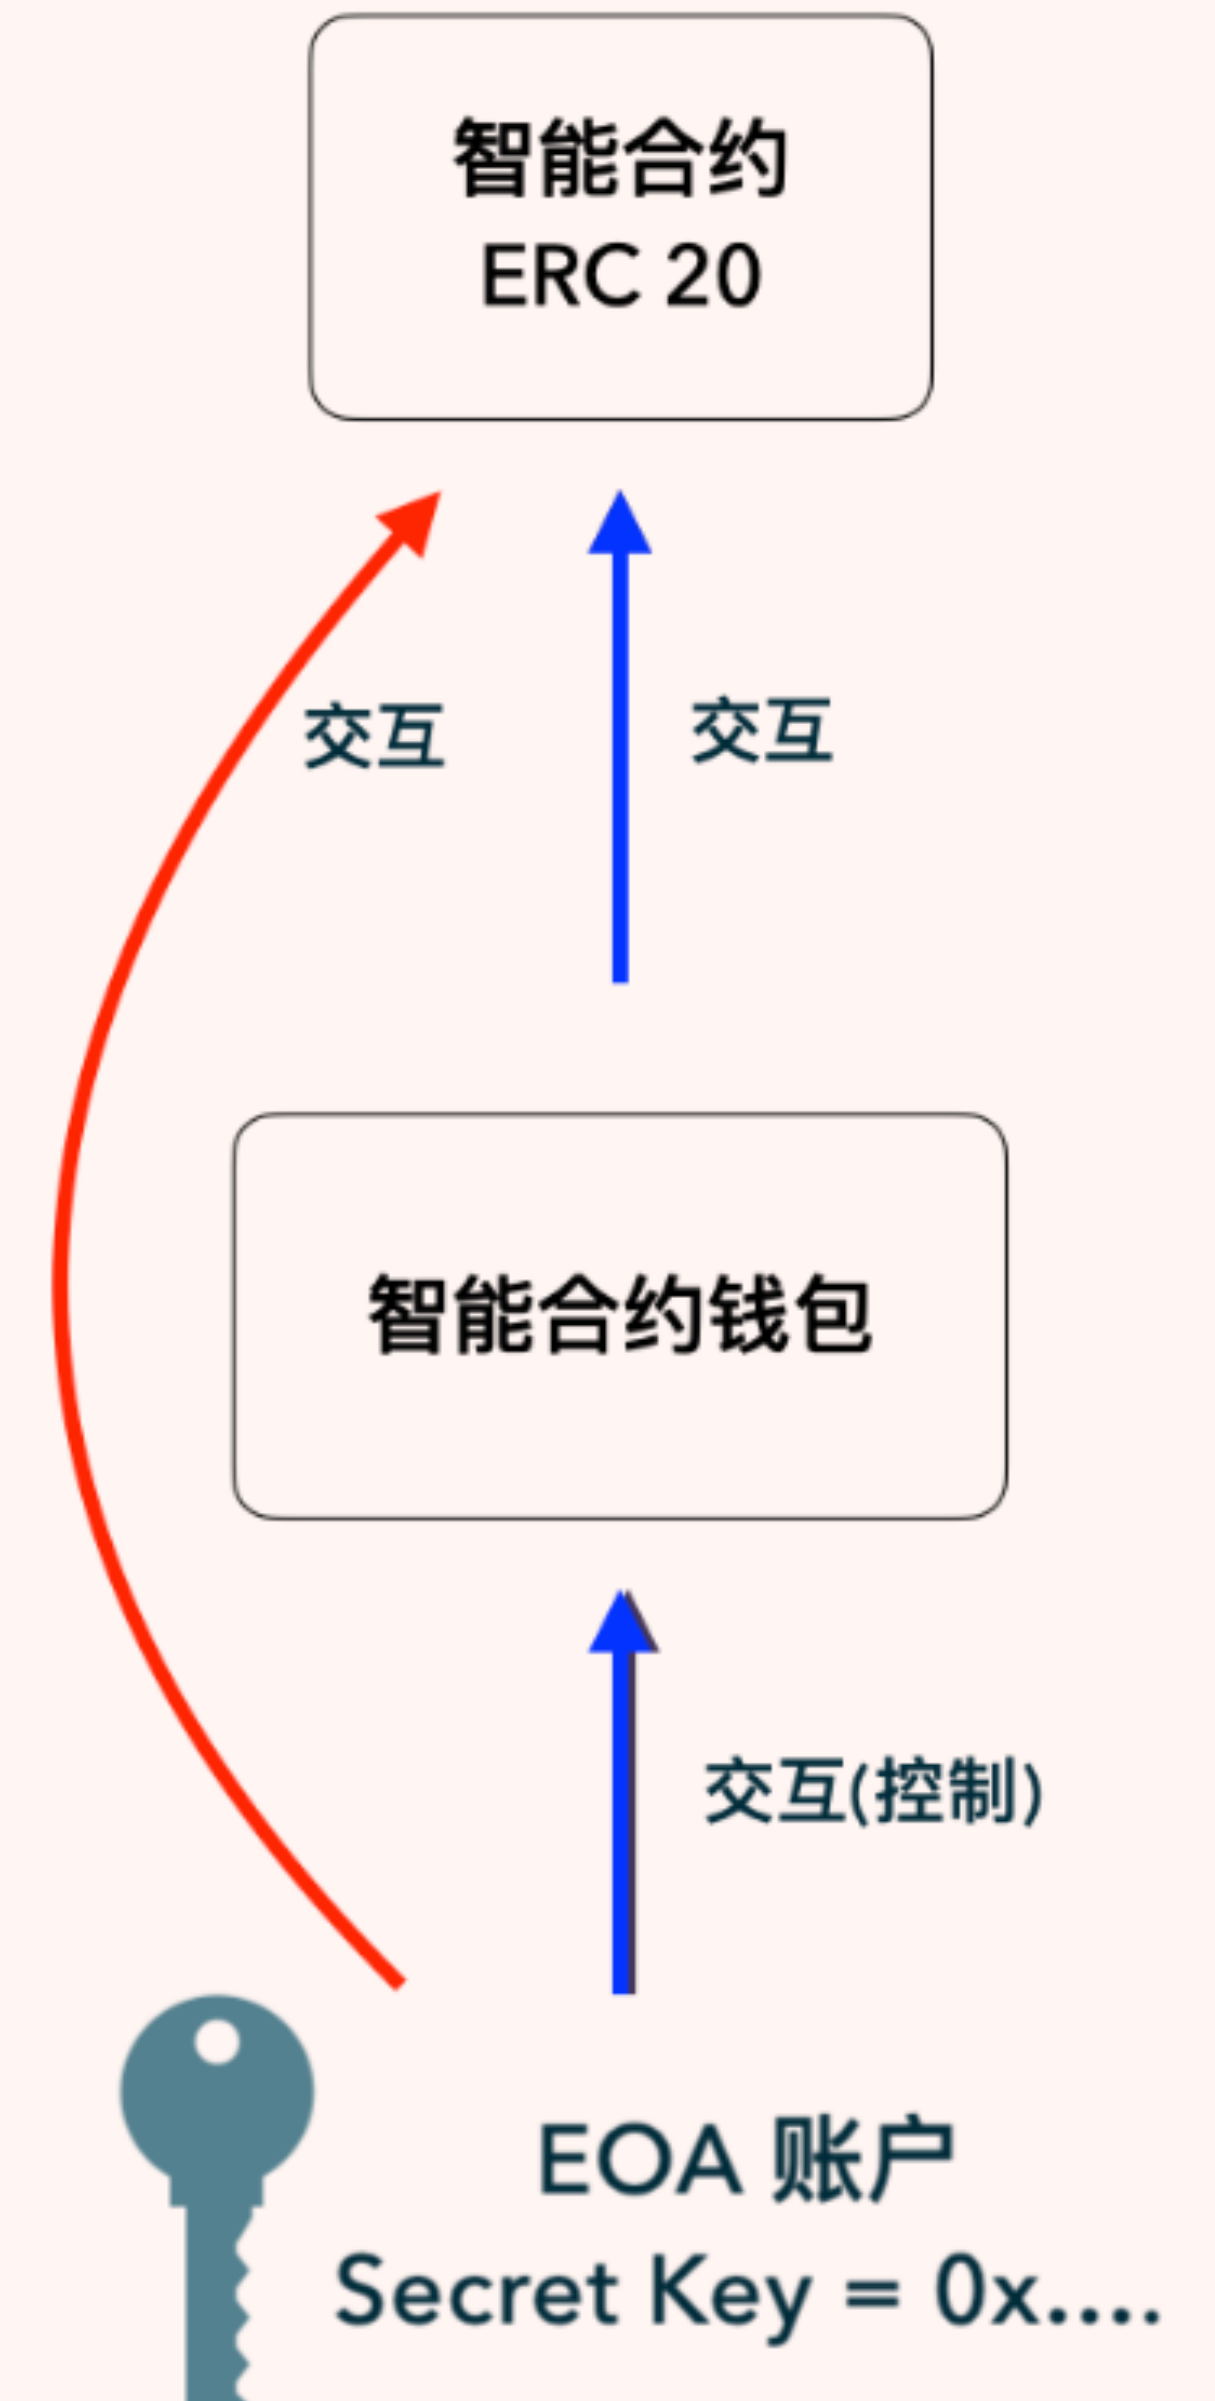 智能合约
ERC 20
交互
交互
智能合约钱包
交互(控制)
EOA 账户
Secret Key = 0x....